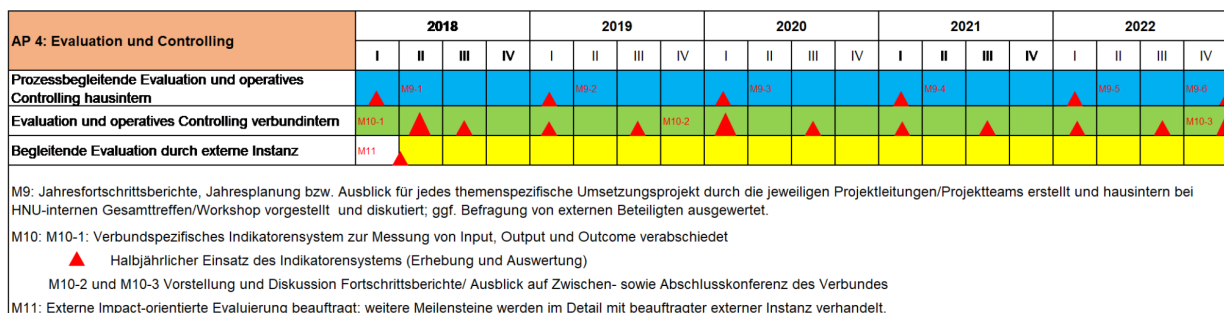 AP 4: Evaluation und Controlling
2018 2019 2020 2021 2022
I II III IV I II III IV I II III IV I II III IV I II III IV
Prozessbegleitende Evaluation und operatives
Controlling hausintern
M9-1 M9-2 M9-3 M9-4 M9-5 M9-6
Evaluation und operatives Controlling verbundintern M10-1 M10-2 M10-3
Begleitende Evaluation durch externe Instanz M11
M9: Jahresfortschrittsberichte, Jahresplanung bzw. Ausblick für jedes themenspezifische Umsetzungsprojekt durch die jeweiligen Projektleitungen/Projektteams erstellt und hausintern bei
HNU-internen Gesamttreffen/Workshop vorgestellt und diskutiert; ggf. Befragung von externen Beteiligten ausgewertet.
M10: M10-1: Verbundspezifisches Indikatorensystem zur Messung von Input, Output und Outcome verabschiedet
Halbjährlicher Einsatz des Indikatorensystems (Erhebung und Auswertung)
M10-2 und M10-3 Vorstellung und Diskussion Fortschrittsberichte/ Ausblick auf Zwischen- sowie Abschlusskonferenz des Verbundes
M11: Externe Impact-orientierte Evaluierung beauftragt; weitere Meilensteine werden im Detail mit beauftragter externer Instanz verhandelt.